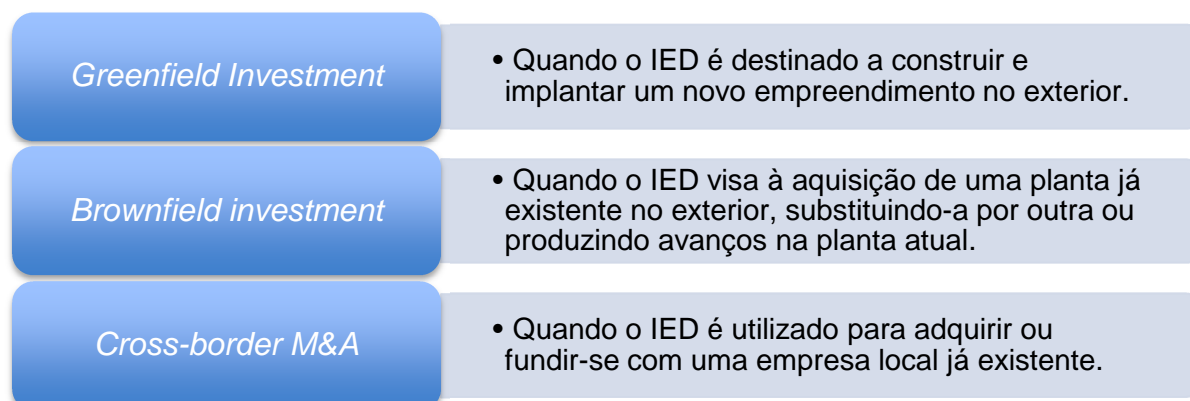 Greenfield Investment
• Quando o IED é destinado a construir e
implantar um novo empreendimento no exterior.
Brownfield investment
• Quando o IED visa à aquisição de uma planta já
existente no exterior, substituindo-a por outra ou
produzindo avanços na planta atual.
Cross-border M&A
• Quando o IED é utilizado para adquirir ou
fundir-se com uma empresa local já existente.